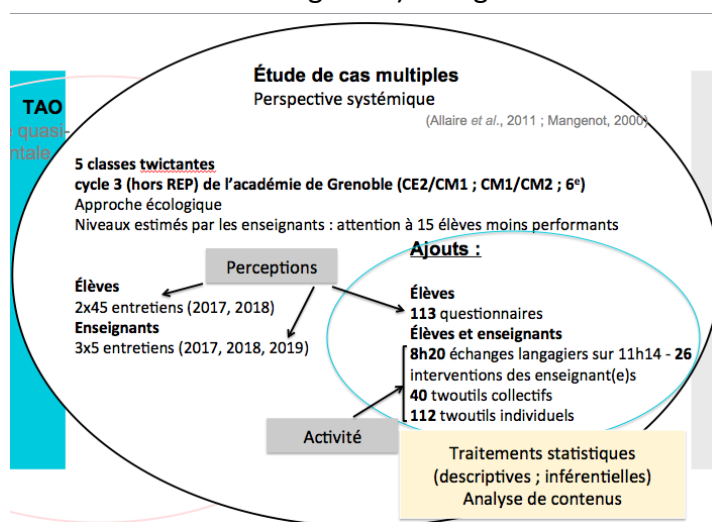 Étude de cas multiples
Perspective systémique
(Allaire et al., 2011 ; Mangenot, 2000)
TAO
quasi-
ntale
5 classes twictantes
cycle 3 (hors REP) de l’académie de Grenoble (CE2/CM1 ; CM1/CM2 ; 6e)
Approche écologique
Niveaux estimés par les enseignants : attention à 15 élèves moins performants
Perceptions
Élèves
2x45 entretiens (2017, 2018)
Enseignants
3x5 entretiens (2017, 2018, 2019)
Ajouts :
Élèves
113 questionnaires
Élèves et enseignants
8h20 échanges langagiers sur 11h14 - 26
interventions des enseignant(e)s
40 twoutils collectifs
112 twoutils individuels
Activité
Traitements statistiques
(descriptives ; inférentielles)
Analyse de contenus